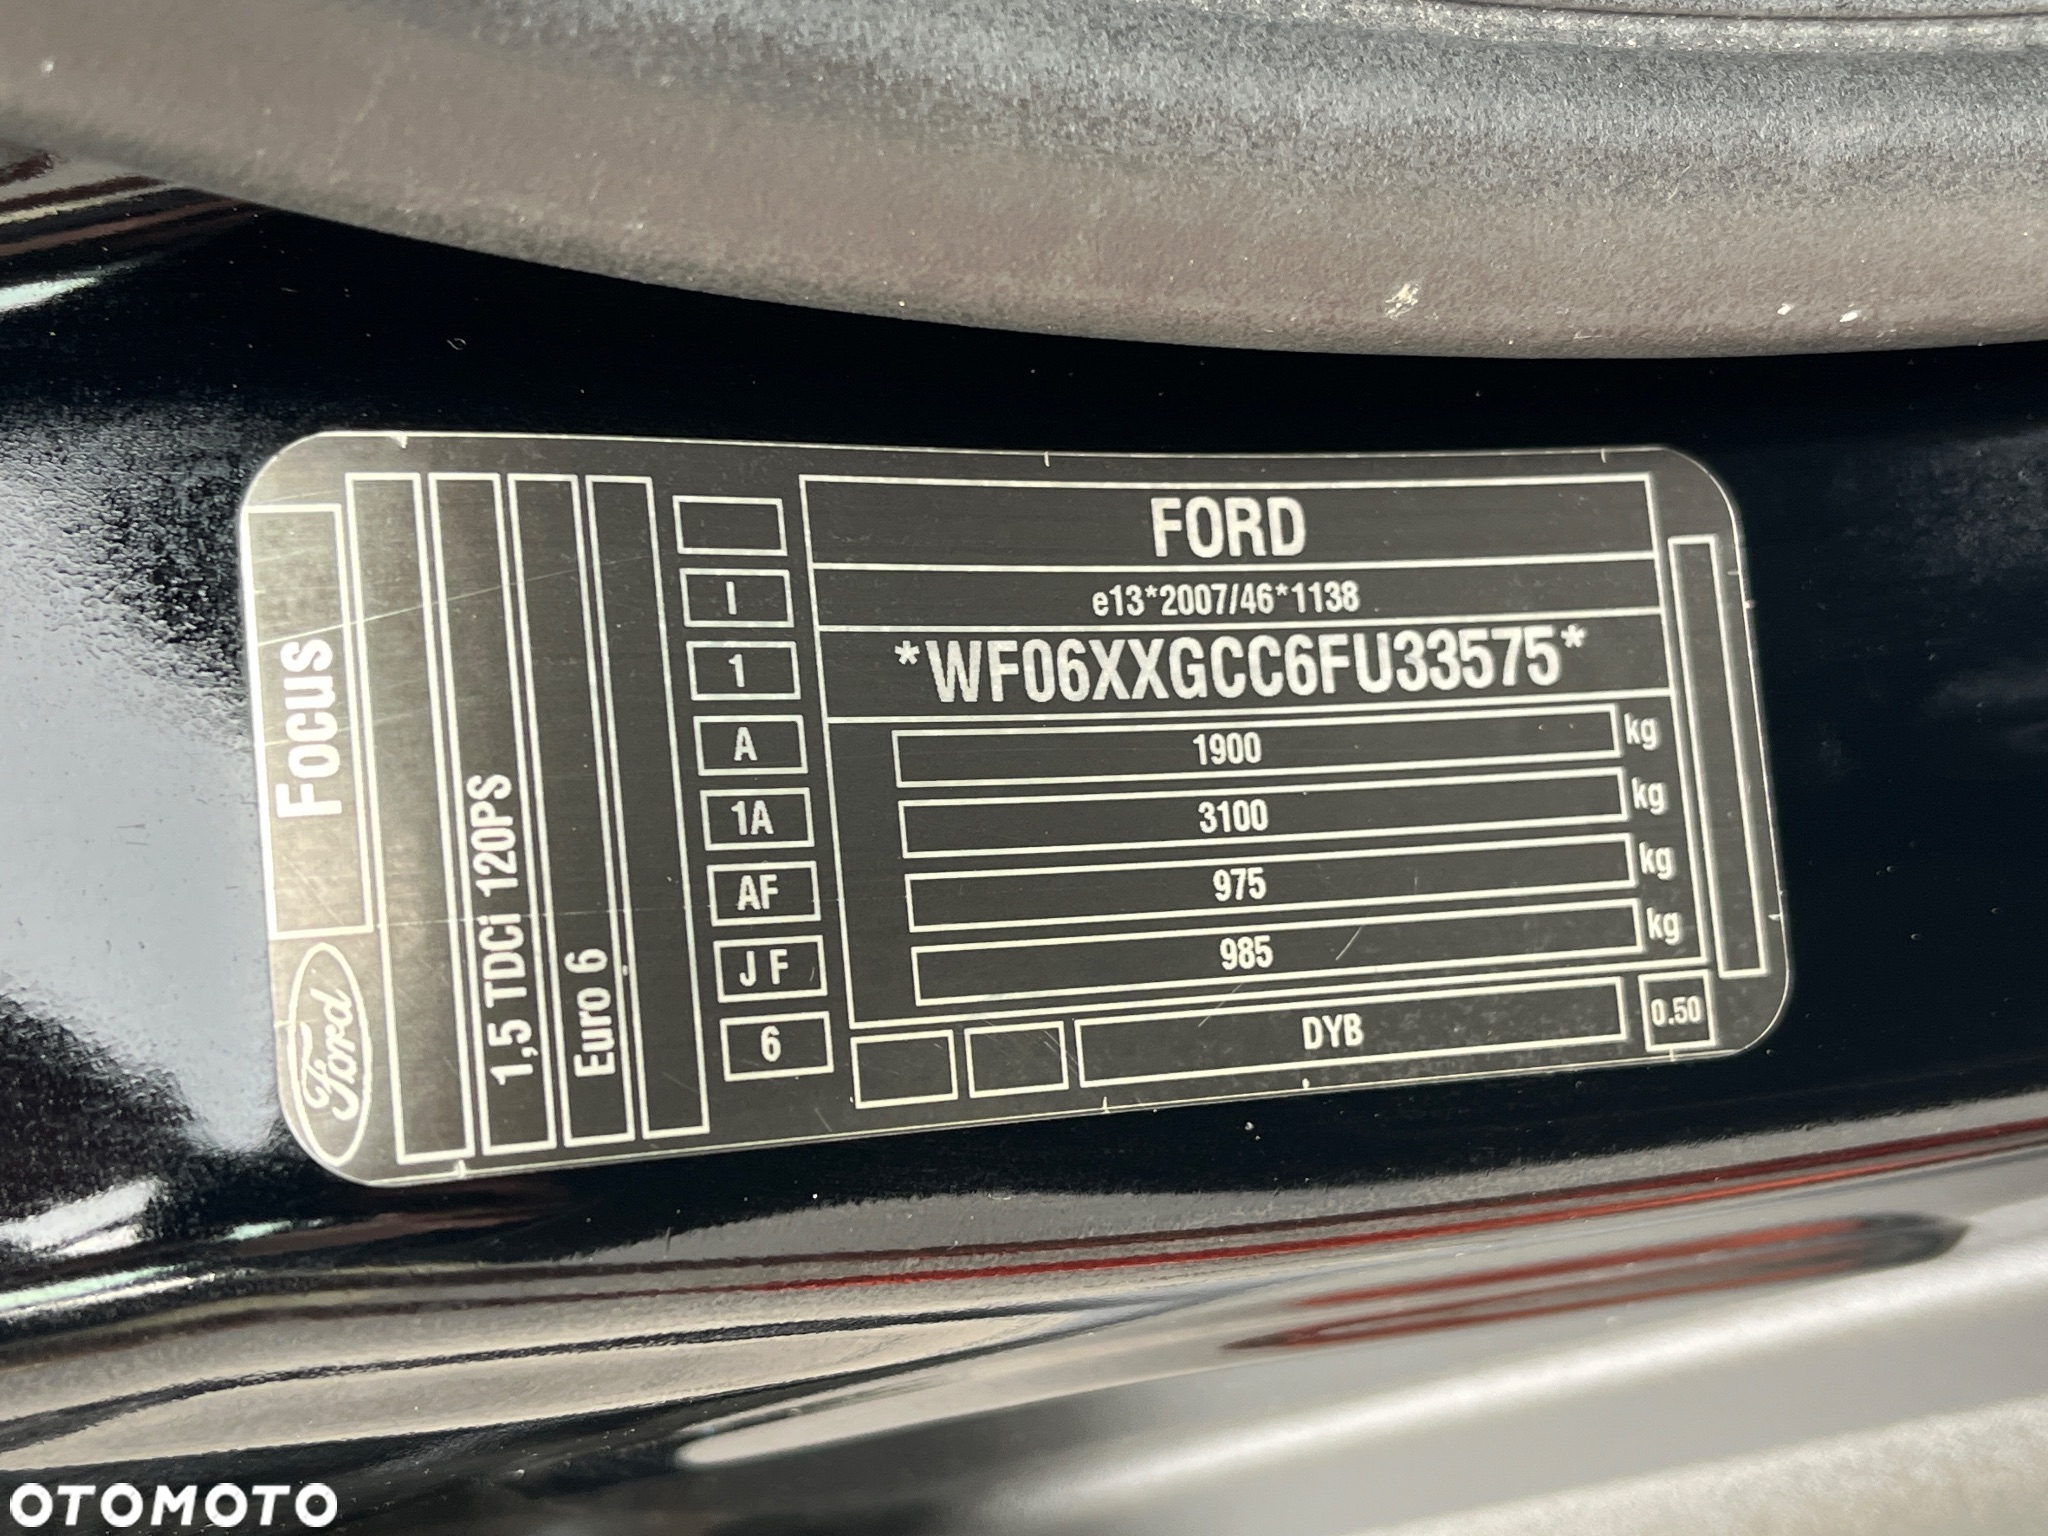 FORD
e13*2007/46*1138
*WF06XXGCC6FU33575*
1900 kg
3100 kg
975 kg
985 kg
DYB
0.50
I
1
A
1A
AF
J F
6
Focus
1,5 TDCi 120PS
Euro 6
Ford
OTOMOTO